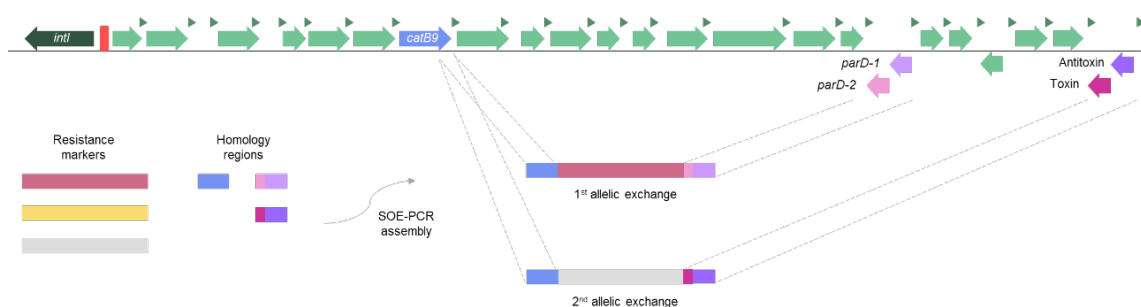 intI
catB9
parD-1
Antitoxin
parD-2
Toxin
Resistance
markers
Homology
regions
1st allelic exchange
SOE-PCR
assembly
2nd allelic exchange